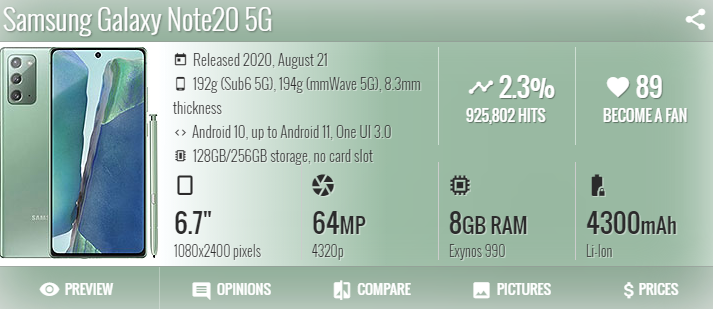 Samsung Galaxy Note20 5G
Released 2020, August 21
192g (Sub6 5G), 194g (mmWave 5G), 8.3mm
thickness
Android 10, up to Android 11, One UI 3.0
128GB/256GB storage, no card slot
2.3%
925,802 HITS
89
BECOME A FAN
6.7"
1080x2400 pixels
64MP
4320p
8GB RAM
Exynos 990
4300mAh
Li-Ion
SAMS
PREVIEW
OPINIONS
COMPARE
PICTURES
PRICES